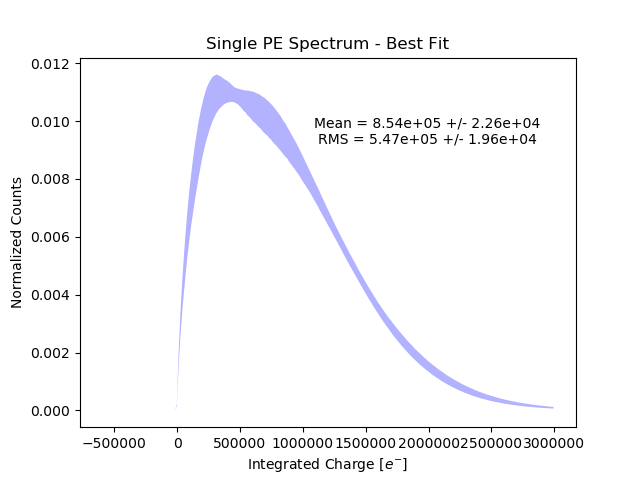 Single PE Spectrum - Best Fit
0.012
0.010
0.008
0.006
0.004
0.002
0.000
Normalized Counts
Mean = 8.54e+05 +/- 2.26e+04
RMS = 5.47e+05 +/- 1.96e+04
−500000 0 500000 1000000 1500000 2000000 2500000 3000000
Integrated Charge [e⁻]